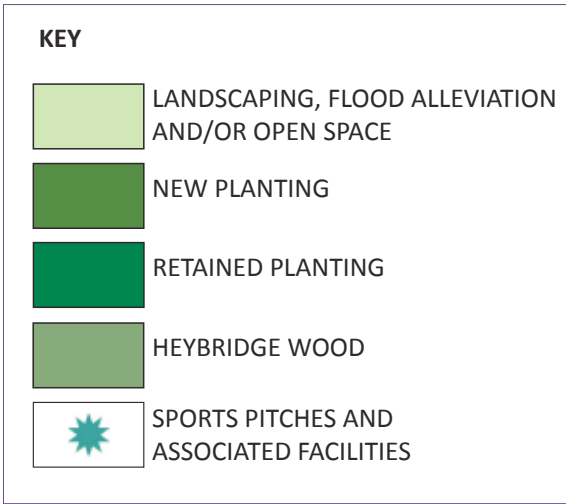 KEY
LANDSCAPING, FLOOD ALLEVIATION
AND/OR OPEN SPACE
NEW PLANTING
RETAINED PLANTING
HEYBRIDGE WOOD
SPORTS PITCHES AND
ASSOCIATED FACILITIES